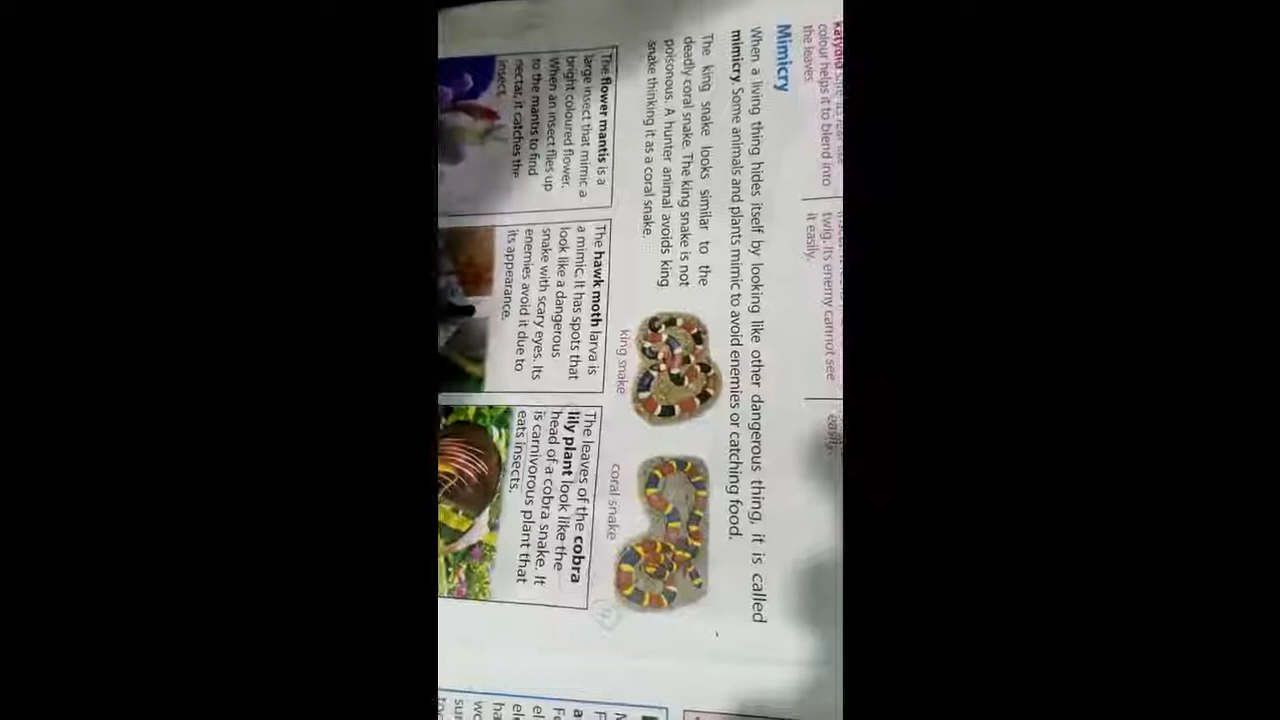 katydid
colour helps it to blend into
the leaves.
twig. Its enemy cannot see
it easily.
easily.
Mimicry
When a living thing hides itself by looking like other dangerous thing, it is called
mimicry. Some animals and plants mimic to avoid enemies or catching food.
The king snake looks similar to the
deadly coral snake. The king snake is not
poisonous. A hunter animal avoids king
snake thinking it as a coral snake.
king snake
coral snake
The flower mantis is a
large insect that mimic a
bright coloured flower.
When an insect flies up
to the mantis to find
nectar, it catches the
insect.
The hawk moth larva is
a mimic. It has spots that
look like a dangerous
snake with scary eyes. Its
enemies avoid it due to
its appearance.
The leaves of the cobra
lily plant look like the
head of a cobra snake. It
is carnivorous plant that
eats insects.